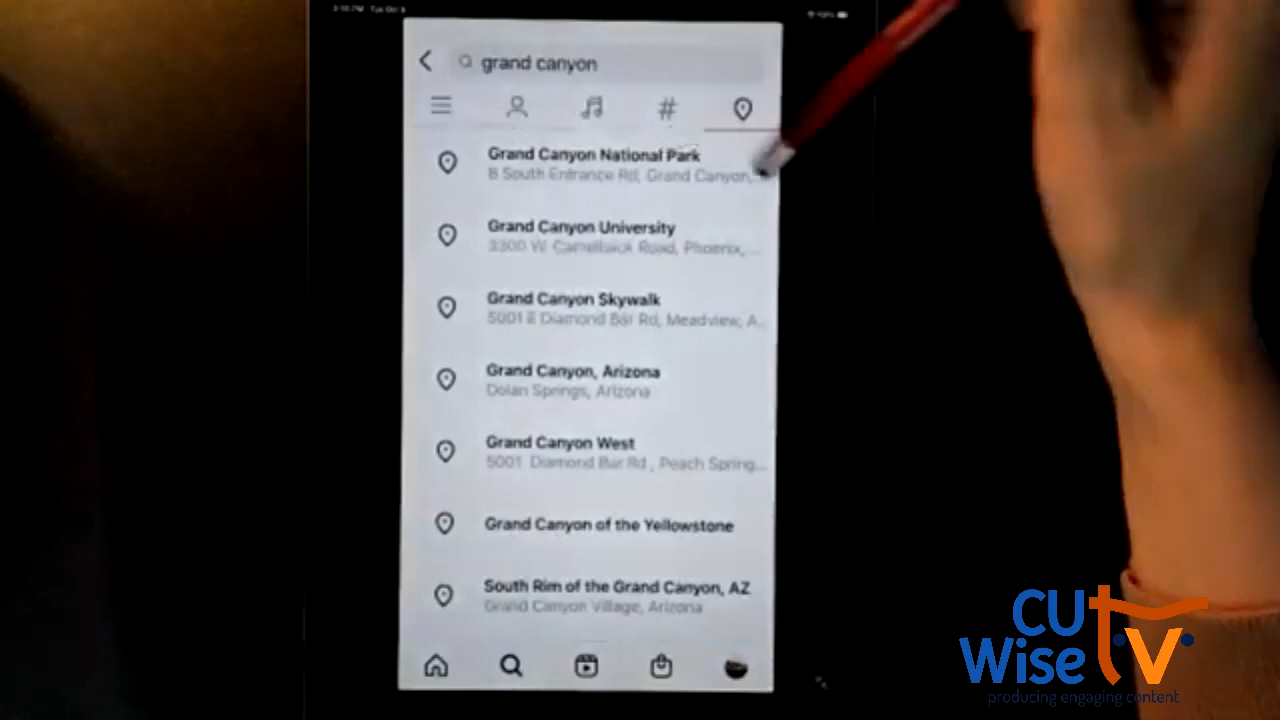 grand canyon
#
Grand Canyon National Park
8 South Entrance Rd, Grand Canyon,...
Grand Canyon University
3300 W Camelback Road, Phoenix, ...
Grand Canyon Skywalk
5001 E Diamond Bar Rd, Meadview, A...
Grand Canyon, Arizona
Dolan Springs, Arizona
Grand Canyon West
5001 Diamond Bar Rd , Peach Spring...
Grand Canyon of the Yellowstone
South Rim of the Grand Canyon, AZ
Grand Canyon Village, Arizona
CU
Wise tv
producing engaging content